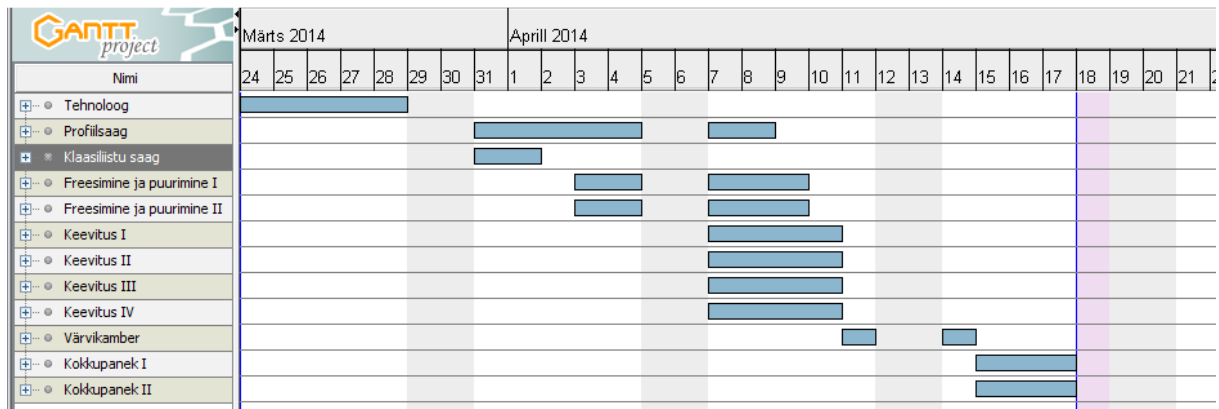 GANTT
project
Märts 2014
Aprill 2014
Nimi
24 25 26 27 28 29 30 31 1 2 3 4 5 6 7 8 9 10 11 12 13 14 15 16 17 18 19 20 21
Tehnoloog
Profiilsaag
Klaasiliistu saag
Freesimine ja puurimine I
Freesimine ja puurimine II
Keevitus I
Keevitus II
Keevitus III
Keevitus IV
Värvikamber
Kokkupanek I
Kokkupanek II